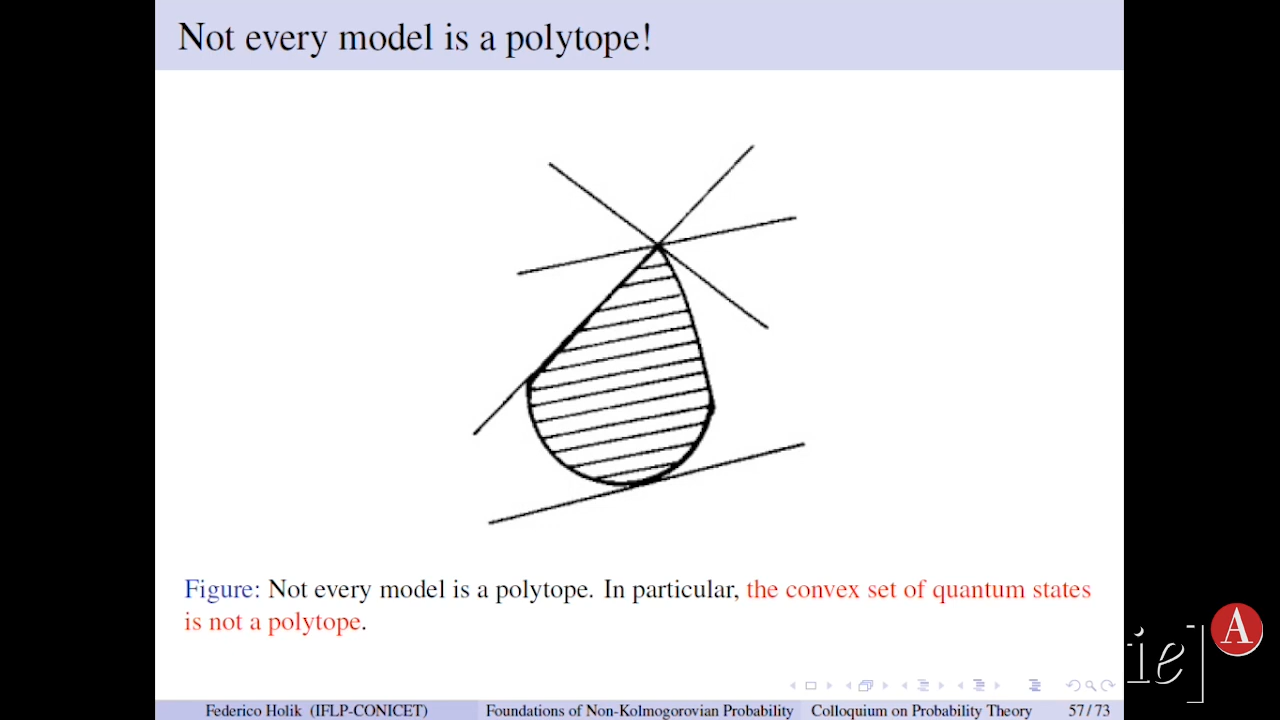 Not every model is a polytope!
Figure: Not every model is a polytope. In particular, the convex set of quantum states
is not a polytope.
A
ie]
Federico Holik (IFLP-CONICET) Foundations of Non-Kolmogorovian Probability Colloquium on Probability Theory 57 / 73